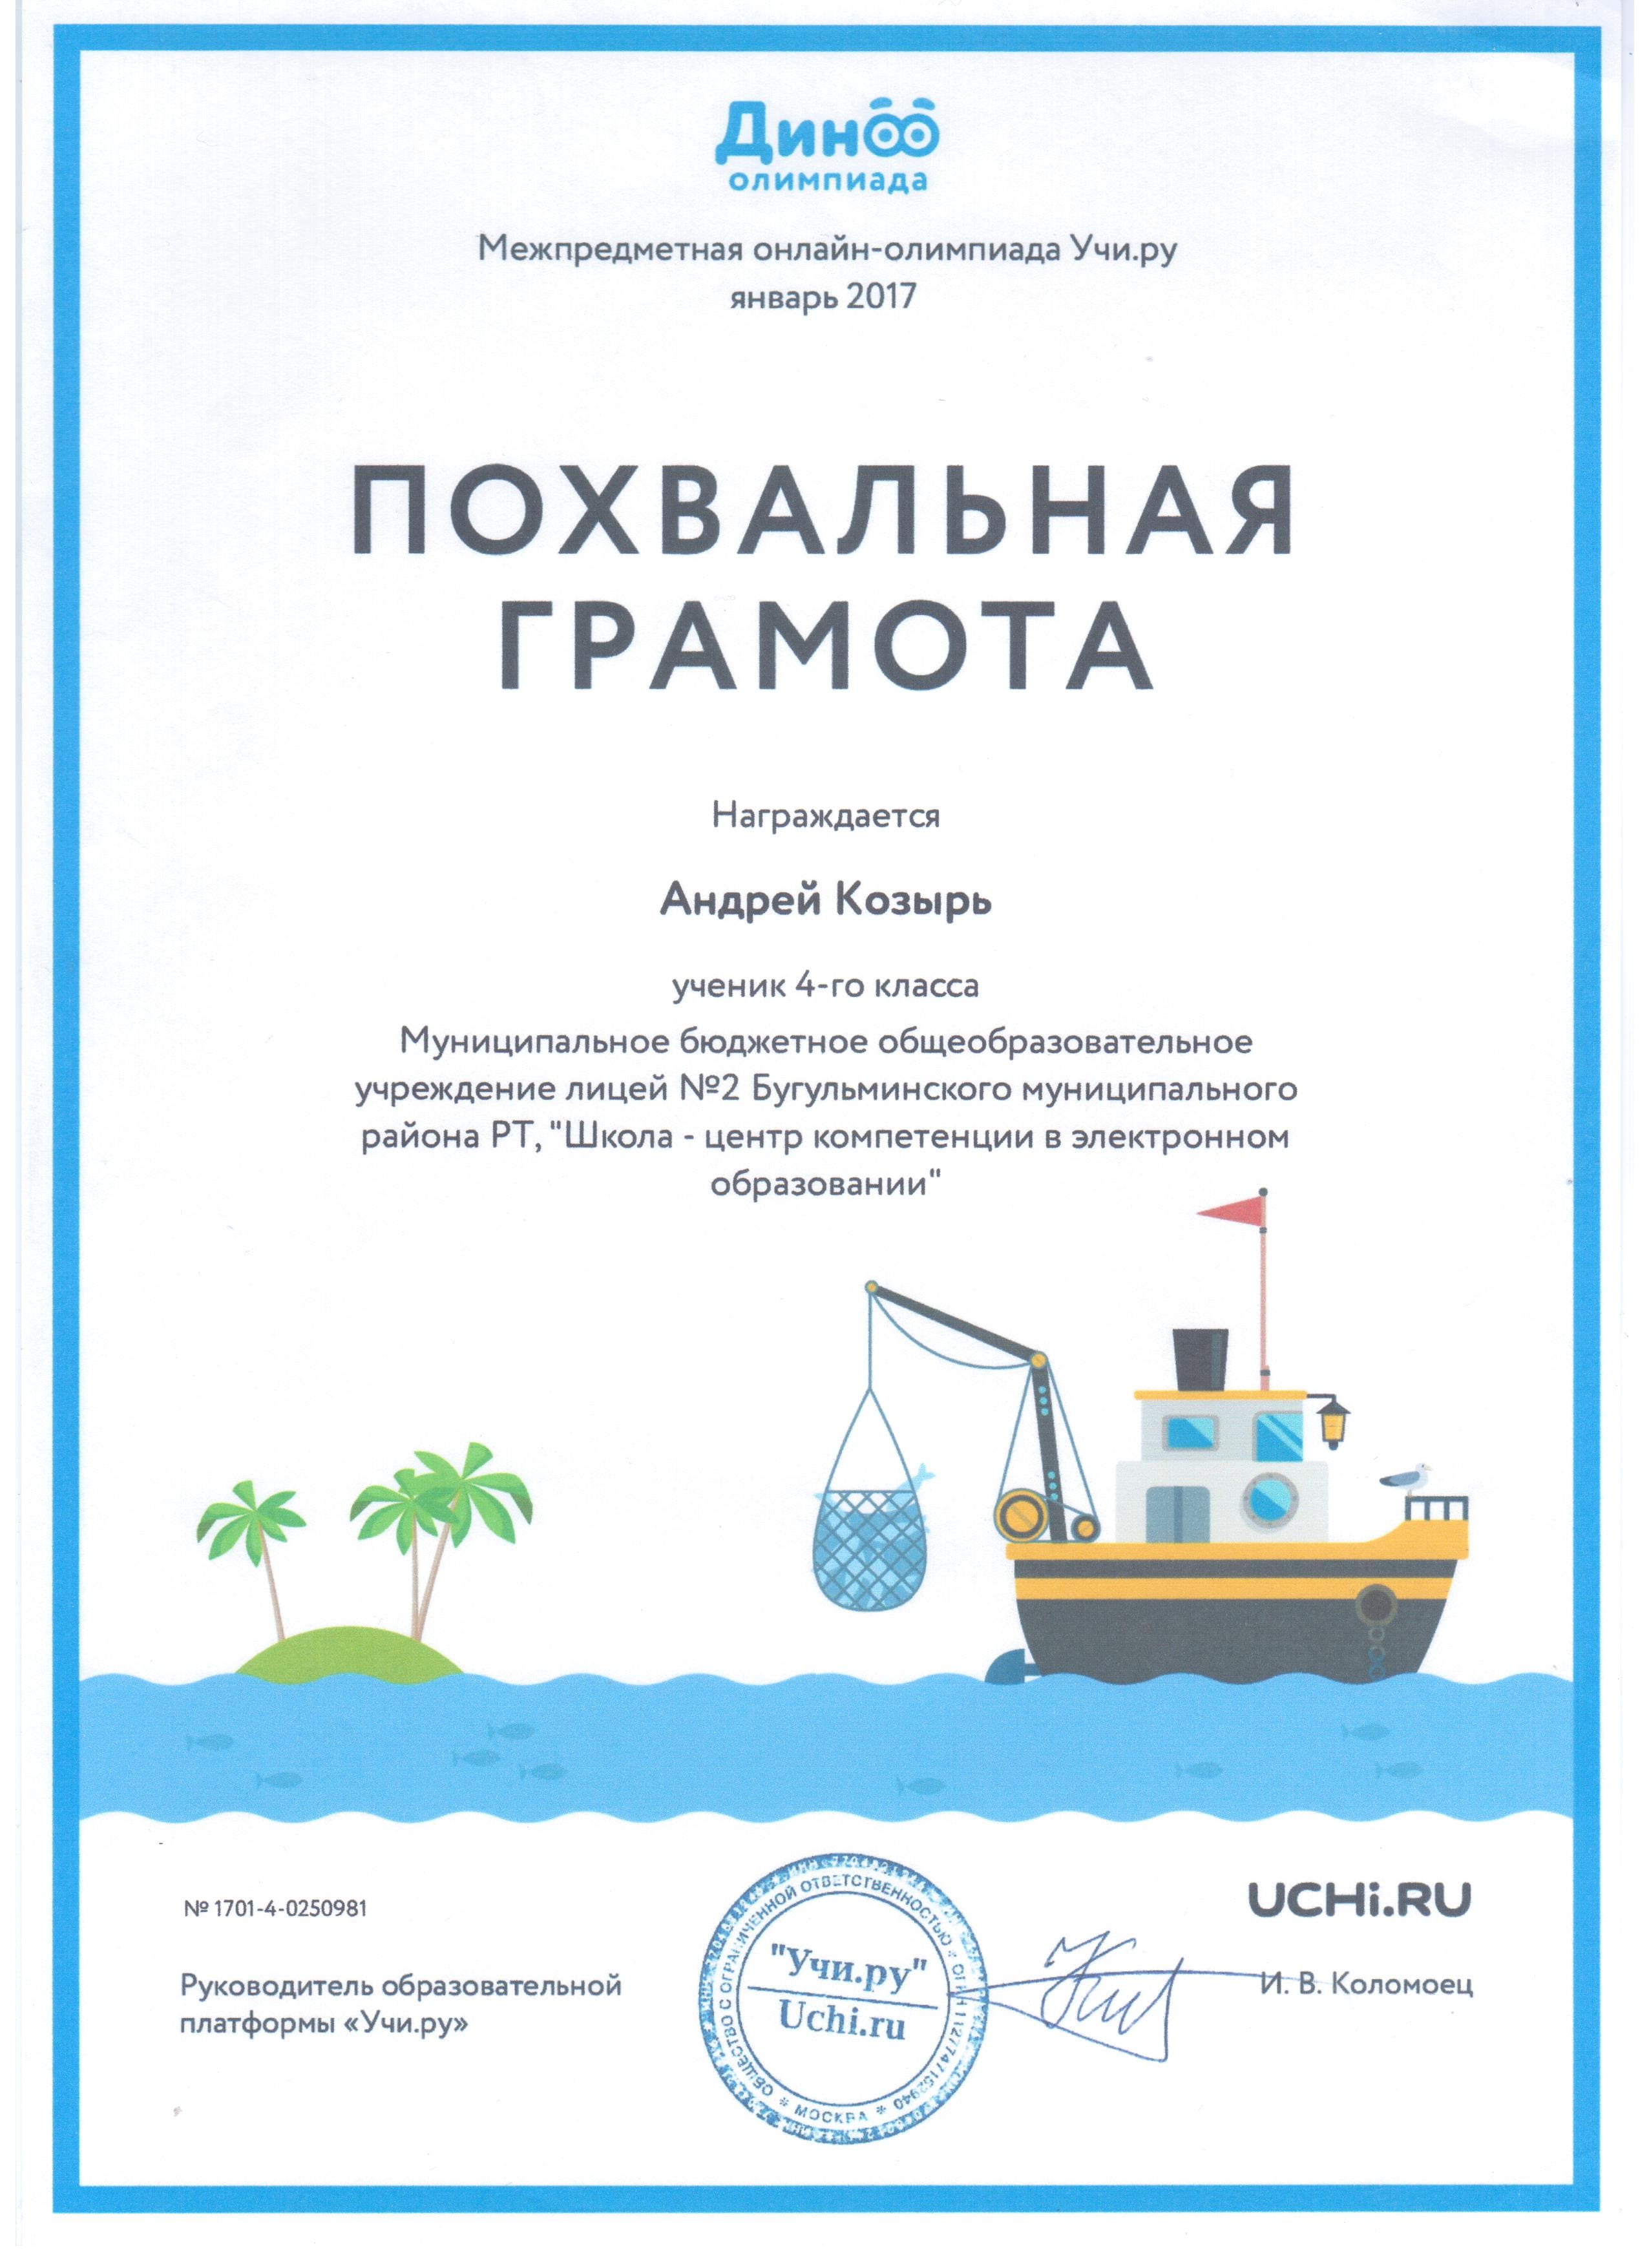 Диноо
олимпиада
Межпредметная онлайн-олимпиада Учи.ру
январь 2017
ПОХВАЛЬНАЯ
ГРАМОТА
Награждается
Андрей Козырь
ученик 4-го класса
Муниципальное бюджетное общеобразовательное
учреждение лицей №2 Бугульминского муниципального
района РТ, "Школа - центр компетенции в электронном
образовании"
№ 1701-4-0250981
Руководитель образовательной
платформы «Учи.ру»
ОБЩЕСТВО С ОГРАНИЧЕННОЙ ОТВЕТСТВЕННОСТЬЮ * ОГРН 1127747152940
* МОСКВА *
"Учи.ру"
Uchi.ru
UCHi.RU
И. В. Коломоец